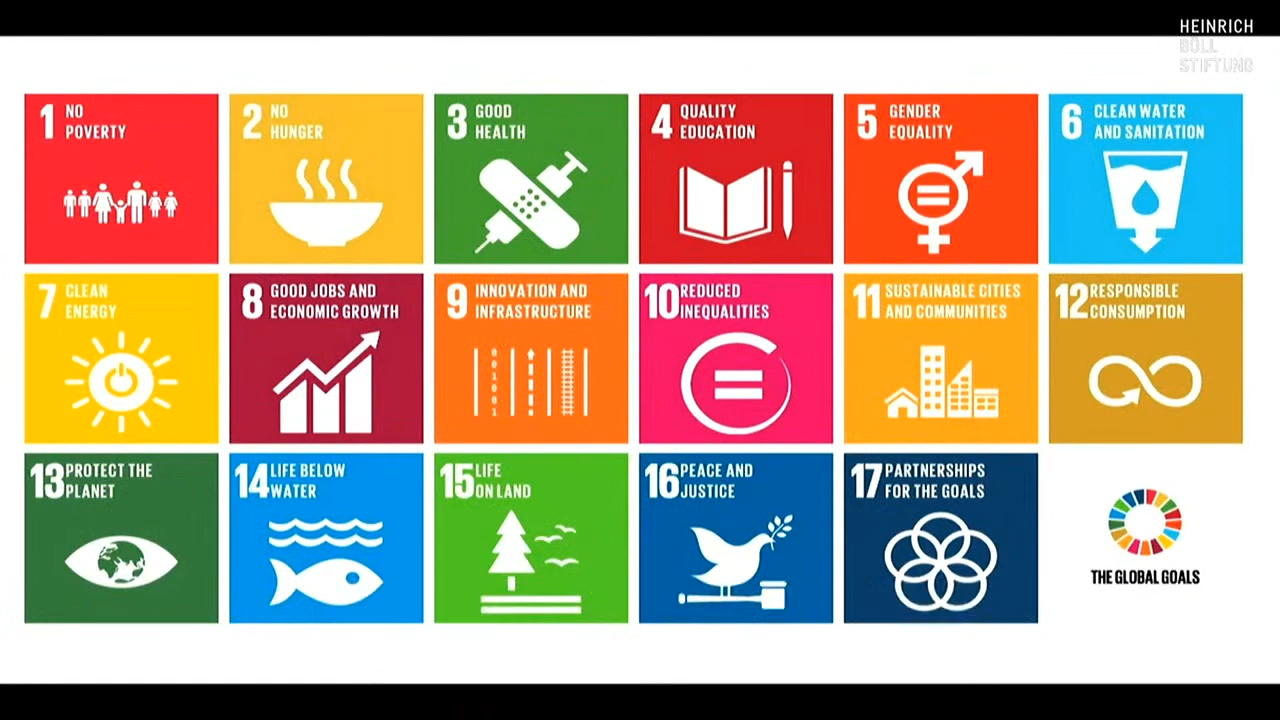 HEINRICH
BÖLL
STIFTUNG
1 NO
POVERTY
2 NO
HUNGER
3 GOOD
HEALTH
4 QUALITY
EDUCATION
5 GENDER
EQUALITY
6 CLEAN WATER
AND SANITATION
7 CLEAN
ENERGY
8 GOOD JOBS AND
ECONOMIC GROWTH
9 INNOVATION AND
INFRASTRUCTURE
10 REDUCED
INEQUALITIES
11 SUSTAINABLE CITIES
AND COMMUNITIES
12 RESPONSIBLE
CONSUMPTION
13 PROTECT THE
PLANET
14 LIFE BELOW
WATER
15 LIFE
ON LAND
16 PEACE AND
JUSTICE
17 PARTNERSHIPS
FOR THE GOALS
THE GLOBAL GOALS